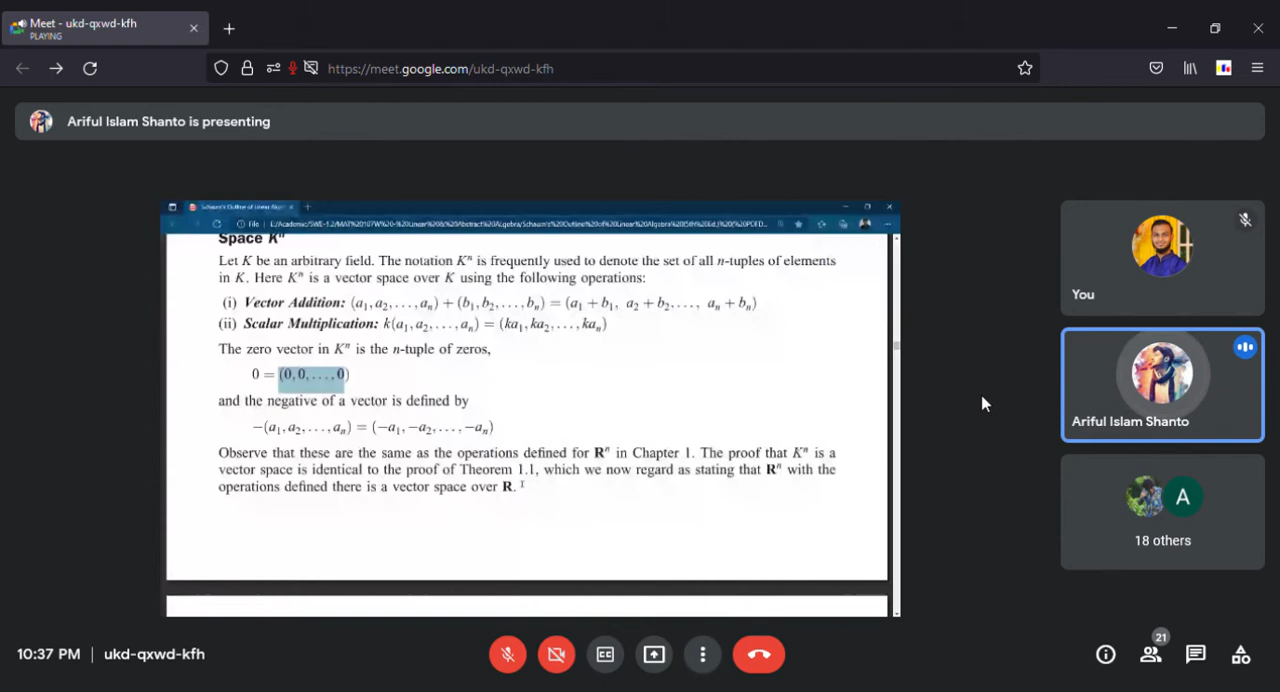 Meet - ukd-qxwd-kfh
PLAYING
https://meet.google.com/ukd-qxwd-kfh
Ariful Islam Shanto is presenting
Space Kⁿ
Let K be an arbitrary field. The notation Kⁿ is frequently used to denote the set of all n-tuples of elements
in K. Here Kⁿ is a vector space over K using the following operations:
(i) Vector Addition: (a₁, a₂, . . . , aₙ) + (b₁, b₂, . . . , bₙ) = (a₁ + b₁, a₂ + b₂, . . . , aₙ + bₙ)
(ii) Scalar Multiplication: k(a₁, a₂, . . . , aₙ) = (ka₁, ka₂, . . . , kaₙ)
The zero vector in Kⁿ is the n-tuple of zeros,
0 = (0, 0, . . . , 0)
and the negative of a vector is defined by
−(a₁, a₂, . . . , aₙ) = (−a₁, −a₂, . . . , −aₙ)
Observe that these are the same as the operations defined for Rⁿ in Chapter 1. The proof that Kⁿ is a
vector space is identical to the proof of Theorem 1.1, which we now regard as stating that Rⁿ with the
operations defined there is a vector space over R.
You
Ariful Islam Shanto
A
18 others
10:37 PM | ukd-qxwd-kfh
21